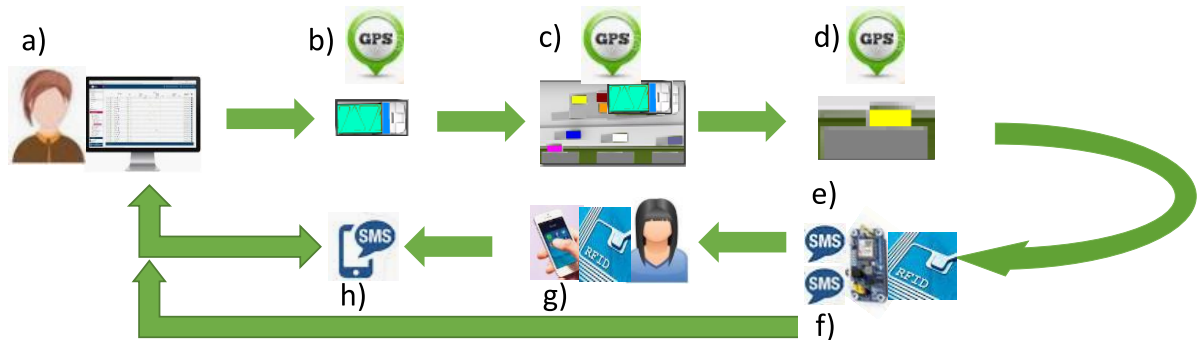 a)
b)
GPS
c)
GPS
d)
GPS
e)
SMS
SMS
RFID
f)
RFID
g)
SMS
h)